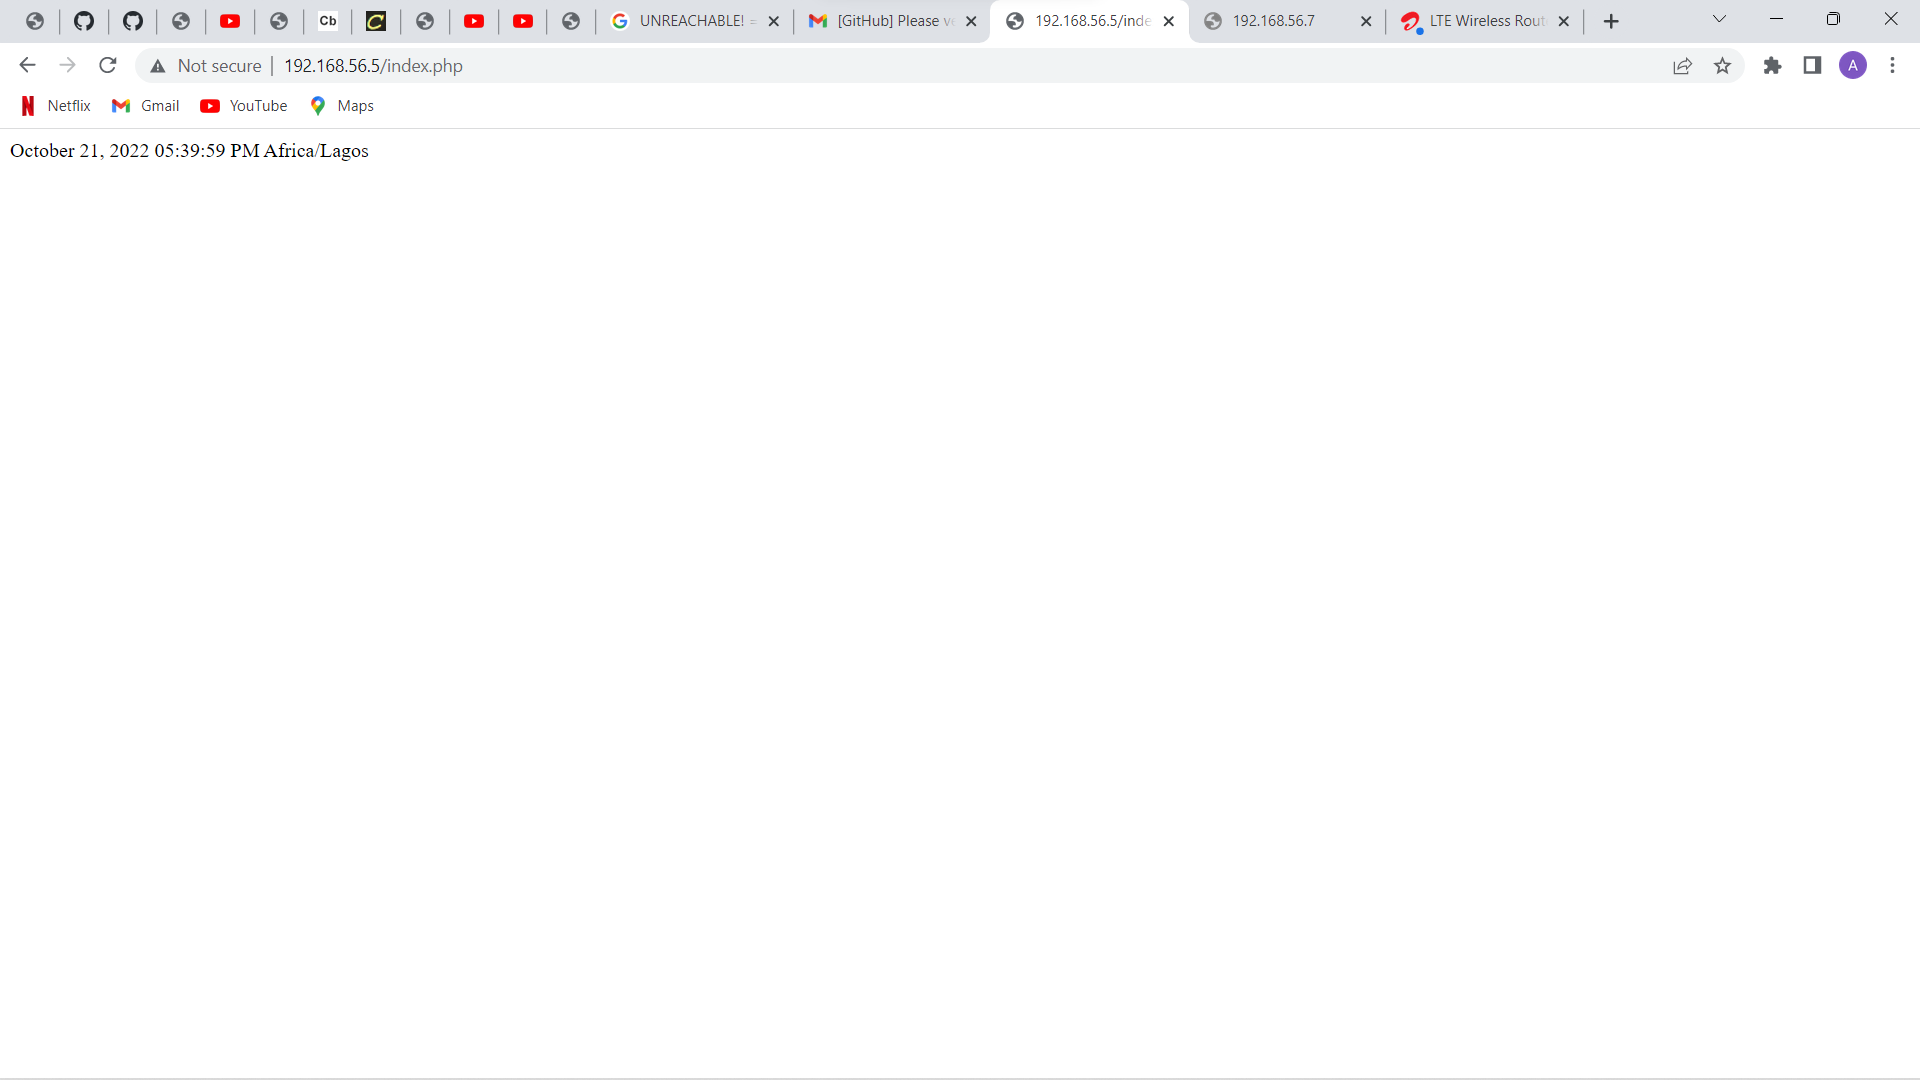 Cb
UNREACHABLE! =
[GitHub] Please ve
192.168.56.5/inde
192.168.56.7
LTE Wireless Rout
Not secure
192.168.56.5/index.php
A
Netflix
Gmail
YouTube
Maps
October 21, 2022 05:39:59 PM Africa/Lagos